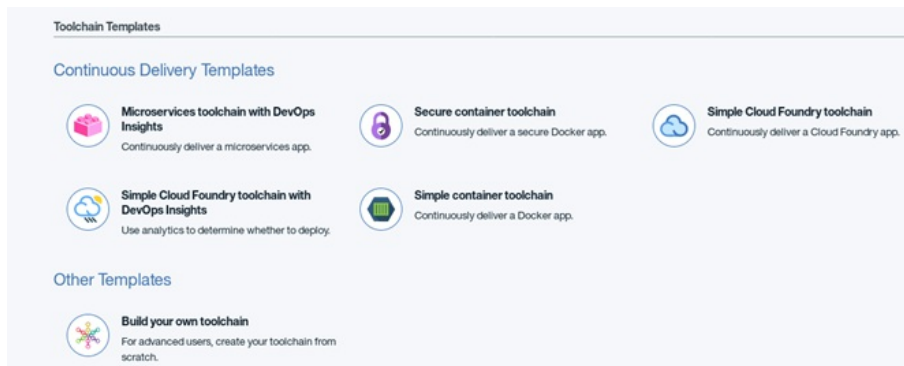 Toolchain Templates
Continuous Delivery Templates
Microservices toolchain with DevOps
Insights
Continuously deliver a microservices app.
Secure container toolchain
Continuously deliver a secure Docker app.
Simple Cloud Foundry toolchain
Continuously deliver a Cloud Foundry app.
Simple Cloud Foundry toolchain with
DevOps Insights
Use analytics to determine whether to deploy.
Simple container toolchain
Continuously deliver a Docker app.
Other Templates
Build your own toolchain
For advanced users, create your toolchain from
scratch.